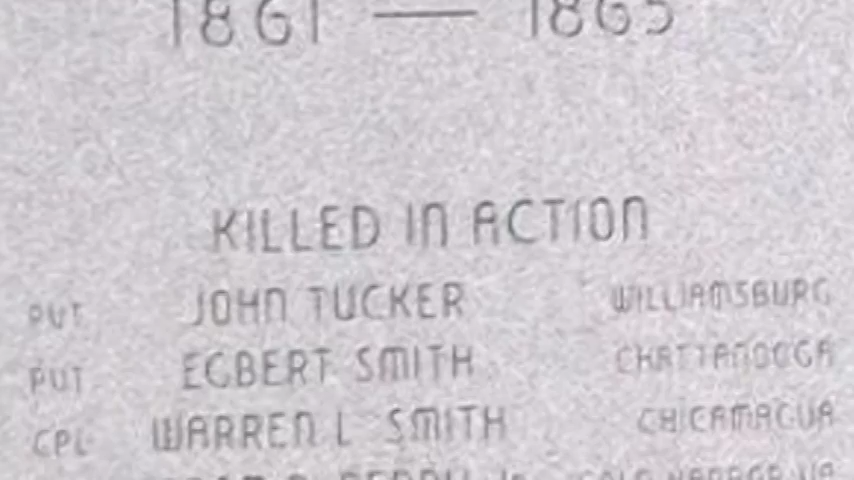 1861 — 1865
KILLED IN ACTION
PVT JOHN TUCKER WILLIAMSBURG
PVT EGBERT SMITH CHATTANOOGA
CPL WARREN L SMITH CHICAMAGUA